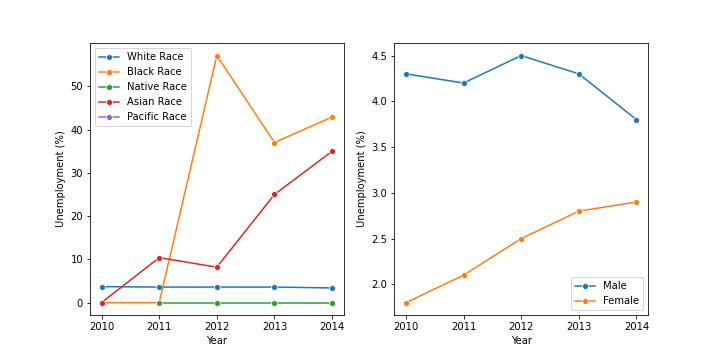 White Race
Black Race
Native Race
Asian Race
Pacific Race
50
40
30
20
10
0
Unemployment (%)
2010 2011 2012 2013 2014
Year
4.5
4.0
3.5
3.0
2.5
2.0
Unemployment (%)
Male
Female
2010 2011 2012 2013 2014
Year